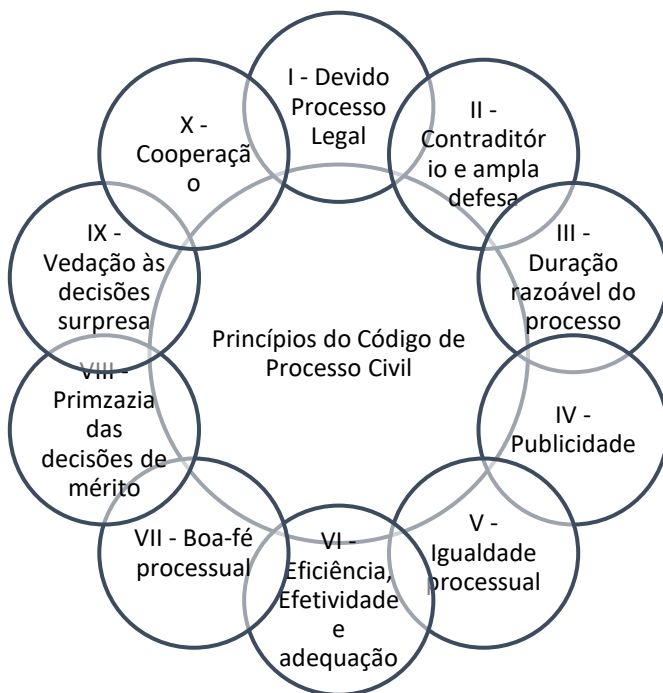 I - Devido
Processo
Legal
II -
Contraditór
io e ampla
defesa
III -
Duração
razoável do
processo
IV -
Publicidade
V -
Igualdade
processual
VI -
Eficiência,
Efetividade
e
adequação
VII - Boa-fé
processual
VIII -
Primzazia
das
decisões de
mérito
IX -
Vedação às
decisões
surpresa
X -
Cooperaçã
o
Princípios do Código de
Processo Civil